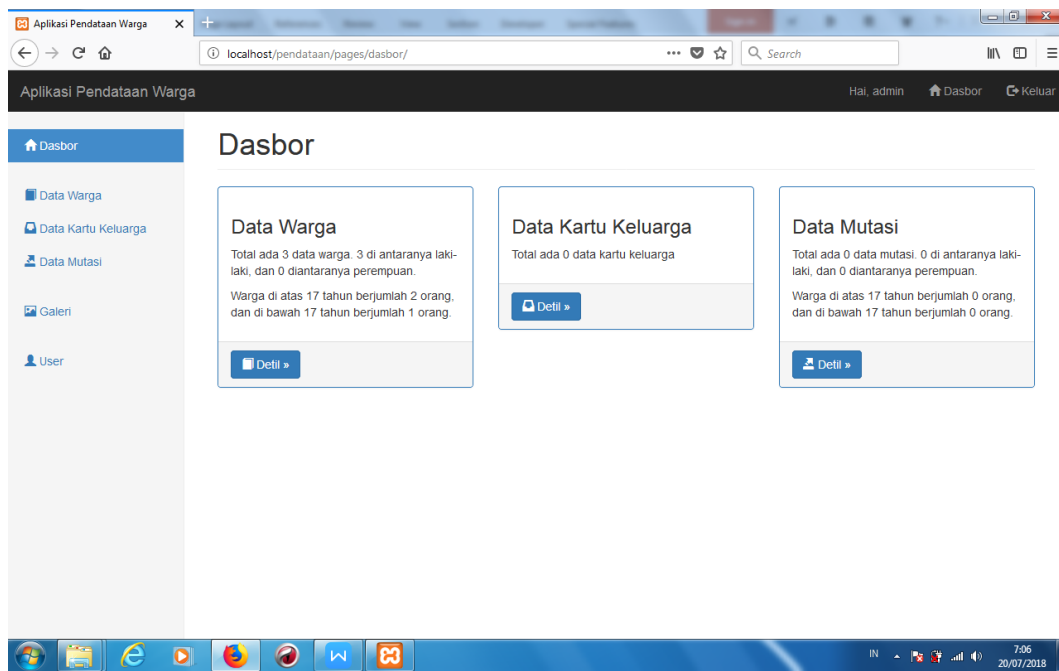 Aplikasi Pendataan Warga
localhost/pendataan/pages/dasbor/
Search
Aplikasi Pendataan Warga
Hai, admin
Dasbor
Keluar
Dasbor
Data Warga
Data Kartu Keluarga
Data Mutasi
Galeri
User
Dasbor
Data Warga
Total ada 3 data warga. 3 di antaranya laki-
laki, dan 0 diantaranya perempuan.
Warga di atas 17 tahun berjumlah 2 orang,
dan di bawah 17 tahun berjumlah 1 orang.
Detil »
Data Kartu Keluarga
Total ada 0 data kartu keluarga
Detil »
Data Mutasi
Total ada 0 data mutasi. 0 di antaranya laki-
laki, dan 0 diantaranya perempuan.
Warga di atas 17 tahun berjumlah 0 orang,
dan di bawah 17 tahun berjumlah 0 orang.
Detil »
IN
7:06
20/07/2018